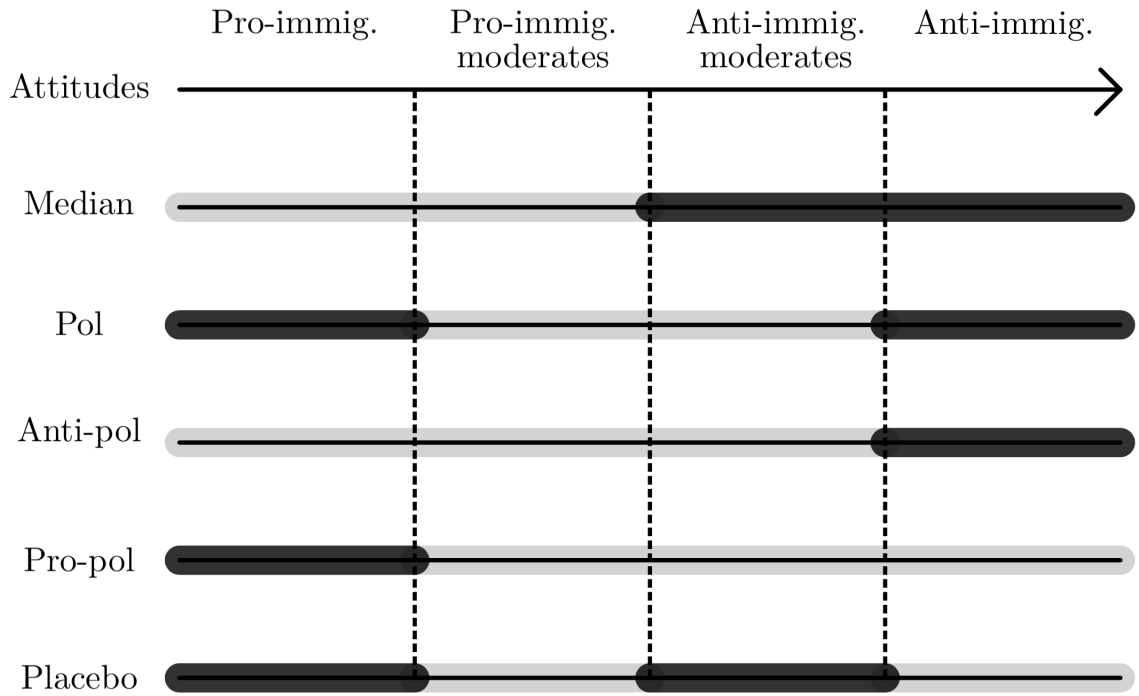 Pro-immig.
Pro-immig.
moderates
Anti-immig.
moderates
Anti-immig.
Attitudes
Median
Pol
Anti-pol
Pro-pol
Placebo